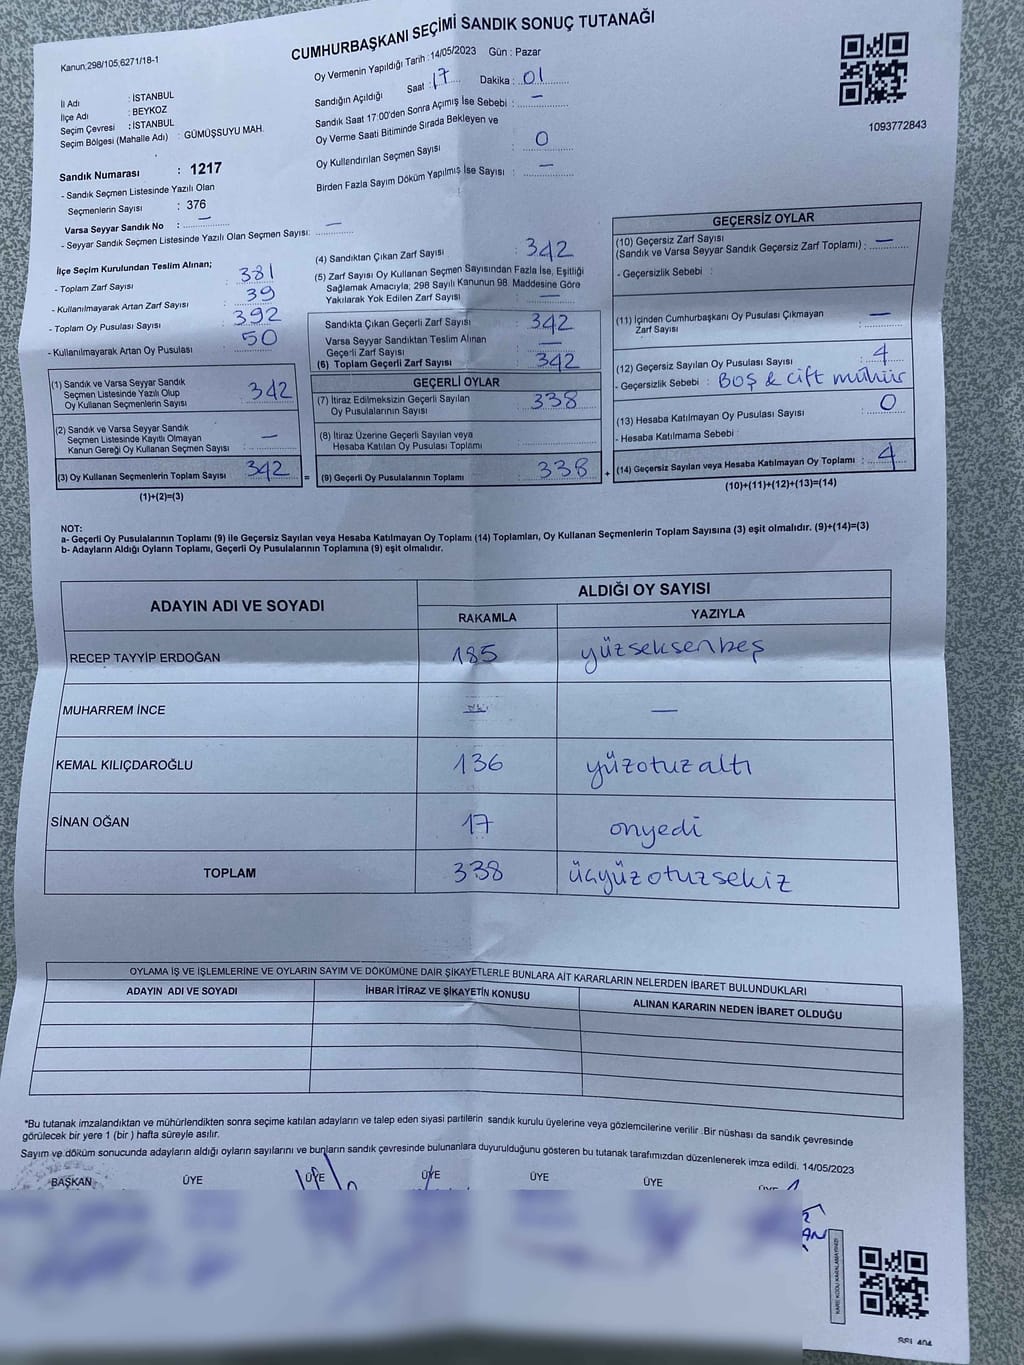 CUMHURBAŞKANI SEÇİMİ SANDIK SONUÇ TUTANAĞI
Kanun,298/105,6271/18-1
Oy Vermenin Yapıldığı Tarih :14/05/2023 Gün : Pazar
İl Adı : İSTANBUL
İlçe Adı : BEYKOZ
Seçim Çevresi : İSTANBUL
Seçim Bölgesi (Mahalle Adı) : GÜMÜŞSUYU MAH.
Sandık Numarası : 1217
- Sandık Seçmen Listesinde Yazılı Olan
Seçmenlerin Sayısı : 376
Varsa Seyyar Sandık No : —
- Seyyar Sandık Seçmen Listesinde Yazılı Olan Seçmen Sayısı: —
Sandığın Açıldığı Saat : 17 Dakika : 01
Sandık Saat 17:00'den Sonra Açımış İse Sebebi : —
Oy Verme Saati Bitiminde Sırada Bekleyen ve
Oy Kullendırılan Seçmen Sayısı : 0
Birden Fazla Sayım Döküm Yapılmış İse Sayısı : —
1093772843
İlçe Seçim Kurulundan Teslim Alınan;
- Toplam Zarf Sayısı : 381
- Kullanılmayarak Artan Zarf Sayısı : 39
- Toplam Oy Pusulası Sayısı : 392
- Kullanılmayarak Artan Oy Pusulası : 50
(1) Sandık ve Varsa Seyyar Sandık
Seçmen Listesinde Yazılı Olup
Oy Kullanan Seçmenlerin Sayısı : 342
(2) Sandık ve Varsa Seyyar Sandık
Seçmen Listesinde Kayıtlı Olmayan
Kanun Gereği Oy Kullanan Seçmen Sayısı : —
(3) Oy Kullanan Seçmenlerin Toplam Sayısı : 342
(1)+(2)=(3)
(4) Sandıktan Çıkan Zarf Sayısı : 342
(5) Zarf Sayısı Oy Kullanan Seçmen Sayısından Fazla İse, Eşitliği
Sağlamak Amacıyla; 298 Sayılı Kanunun 98. Maddesine Göre
Yakılarak Yok Edilen Zarf Sayısı : —
Sandıkta Çıkan Geçerli Zarf Sayısı : 342
Varsa Seyyar Sandıktan Teslim Alınan
Geçerli Zarf Sayısı : —
(6) Toplam Geçerli Zarf Sayısı : 342
GEÇERLİ OYLAR
(7) İtiraz Edilmeksizin Geçerli Sayılan
Oy Pusulalarının Sayısı : 338
(8) İtiraz Üzerine Geçerli Sayılan veya
Hesaba Katılan Oy Pusulası Toplamı :
= (9) Geçerli Oy Pusulalarının Toplamı : 338 +
GEÇERSİZ OYLAR
(10) Geçersiz Zarf Sayısı
(Sandık ve Varsa Seyyar Sandık Geçersiz Zarf Toplamı) : —
- Geçersizlik Sebebi :
(11) İçinden Cumhurbaşkanı Oy Pusulası Çıkmayan
Zarf Sayısı : —
(12) Geçersiz Sayılan Oy Pusulası Sayısı : 4
- Geçersizlik Sebebi : Boş & çift mühür
(13) Hesaba Katılmayan Oy Pusulası Sayısı : 0
- Hesaba Katılmama Sebebi :
(14) Geçersiz Sayılan veya Hesaba Katılmayan Oy Toplamı : 4
(10)+(11)+(12)+(13)=(14)
NOT:
a- Geçerli Oy Pusulalarının Toplamı (9) ile Geçersiz Sayılan veya Hesaba Katılmayan Oy Toplamı (14) Toplamları, Oy Kullanan Seçmenlerin Toplam Sayısına (3) eşit olmalıdır. (9)+(14)=(3)
b- Adayların Aldığı Oyların Toplamı, Geçerli Oy Pusulalarının Toplamına (9) eşit olmalıdır.
ADAYIN ADI VE SOYADI ALDIĞI OY SAYISI
RAKAMLA YAZIYLA
RECEP TAYYİP ERDOĞAN 185 yüzseksenbeş
MUHARREM İNCE — —
KEMAL KILIÇDAROĞLU 136 yüzotuzaltı
SİNAN OĞAN 17 onyedi
TOPLAM 338 üçyüzotuzsekiz
OYLAMA İŞ VE İŞLEMLERİNE VE OYLARIN SAYIM VE DÖKÜMÜNE DAİR ŞİKAYETLERLE BUNLARA AİT KARARLARIN NELERDEN İBARET BULUNDUKLARI
ADAYIN ADI VE SOYADI İHBAR İTİRAZ VE ŞİKAYETİN KONUSU ALINAN KARARIN NEDEN İBARET OLDUĞU
*Bu tutanak imzalandıktan ve mühürlendikten sonra seçime katılan adayların ve talep eden siyasi partilerin sandık kurulu üyelerine veya gözlemcilerine verilir .Bir nüshası da sandık çevresinde
görülecek bir yere 1 (bir ) hafta süreyle asılır.
Sayım ve döküm sonucunda adayların aldığı oyların sayılarını ve bunların sandık çevresinde bulunanlara duyurulduğunu gösteren bu tutanak tarafımızdan düzenlenerek imza edildi. 14/05/2023
BAŞKAN ÜYE ÜYE ÜYE ÜYE ÜYE
KARE KODU KARALAMAYINIZ!